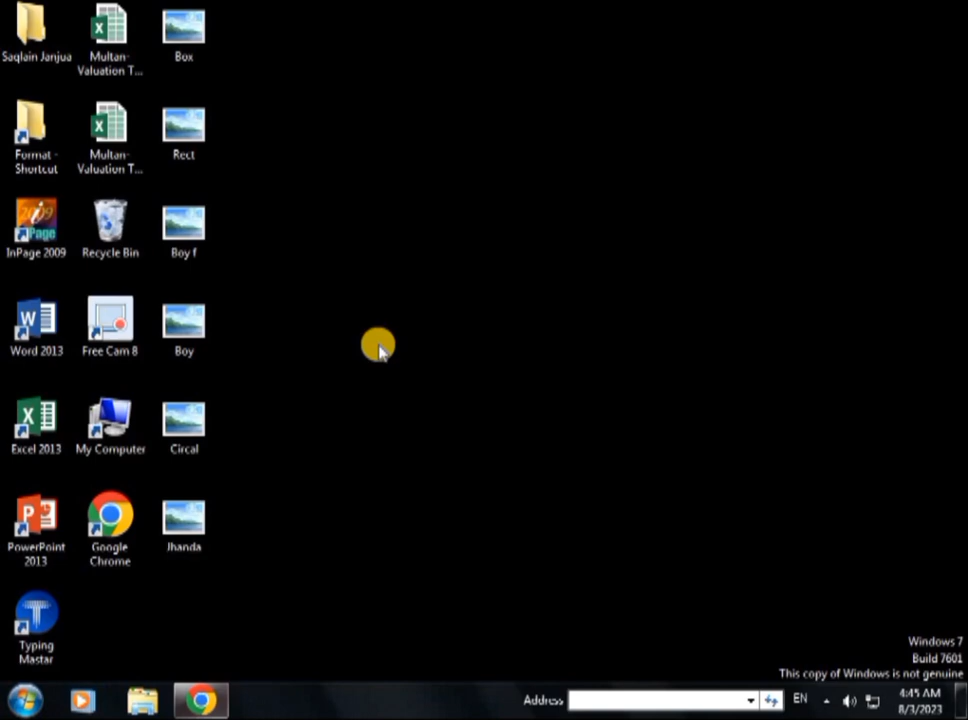 Saqlain Janjua
Multan-
Valuation T...
Box
Format -
Shortcut
Multan-
Valuation T...
Rect
2009
Page
InPage 2009
Recycle Bin
Boy f
W
Word 2013
Free Cam 8
Boy
X
Excel 2013
My Computer
Circal
P
PowerPoint
2013
Google
Chrome
Jhanda
T
Typing
Mastar
Windows 7
Build 7601
This copy of Windows is not genuine
Address
EN
4:45 AM
8/3/2023